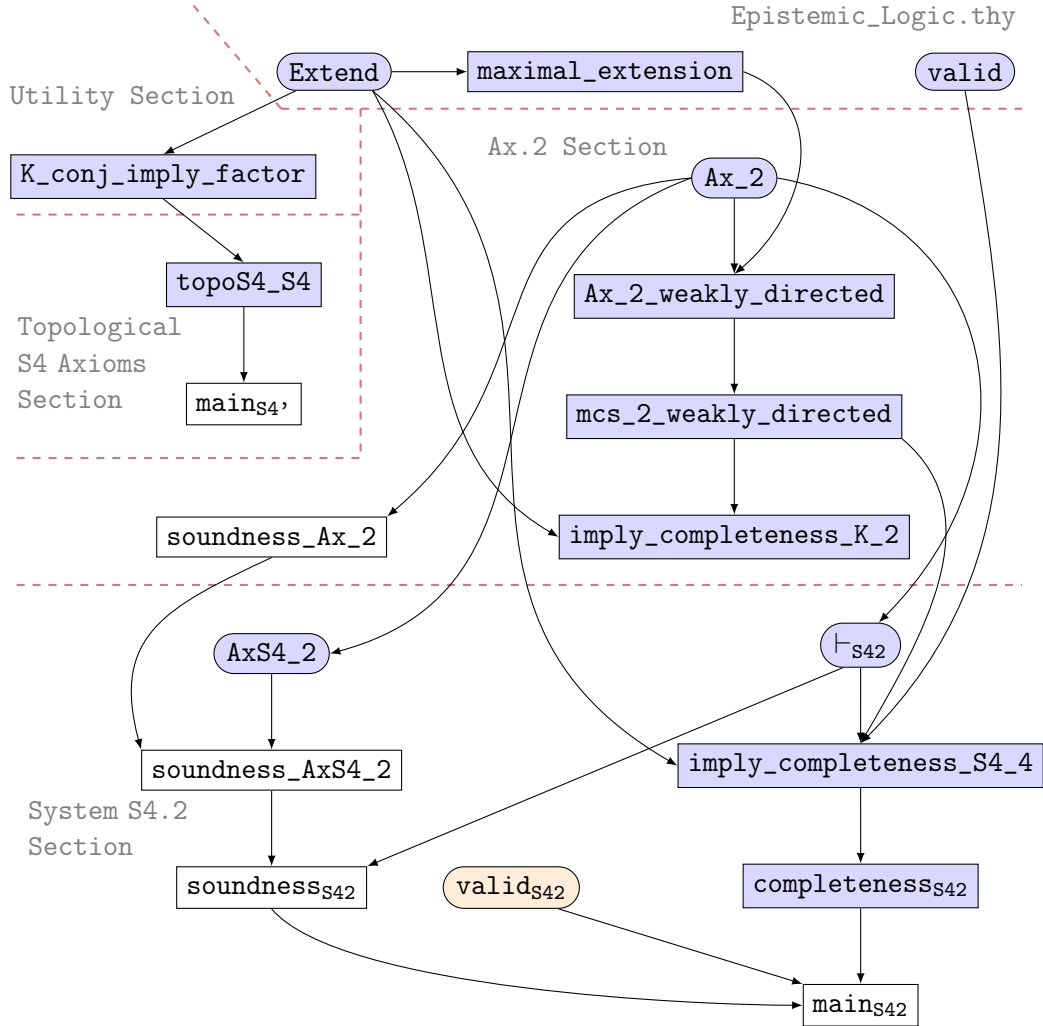 Epistemic_Logic.thy
Extend
maximal_extension
valid
Utility Section
Ax.2 Section
K_conj_imply_factor
Ax_2
topoS4_S4
Ax_2_weakly_directed
Topological
S4 Axioms
Section
main_S4'
mcs_2_weakly_directed
soundness_Ax_2
imply_completeness_K_2
AxS4_2
⊢_S42
soundness_AxS4_2
imply_completeness_S4_4
System S4.2
Section
soundness_S42
valid_S42
completeness_S42
main_S42